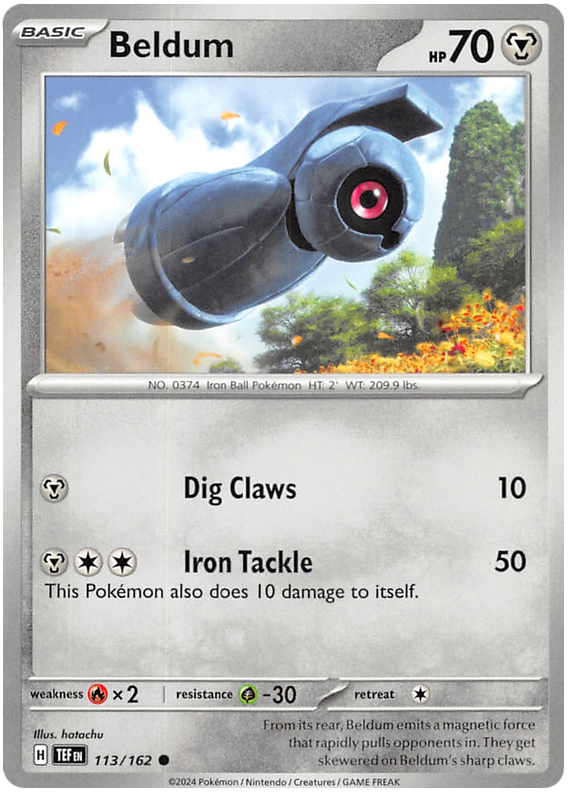 BASIC
Beldum
HP 70
NO. 0374 Iron Ball Pokémon HT: 2' WT: 209.9 lbs.
Dig Claws 10
Iron Tackle 50
This Pokémon also does 10 damage to itself.
weakness ×2 resistance -30 retreat
Illus. hatachu
From its rear, Beldum emits a magnetic force
that rapidly pulls opponents in. They get
skewered on Beldum's sharp claws.
H TEF EN 113/162
©2024 Pokémon / Nintendo / Creatures / GAME FREAK